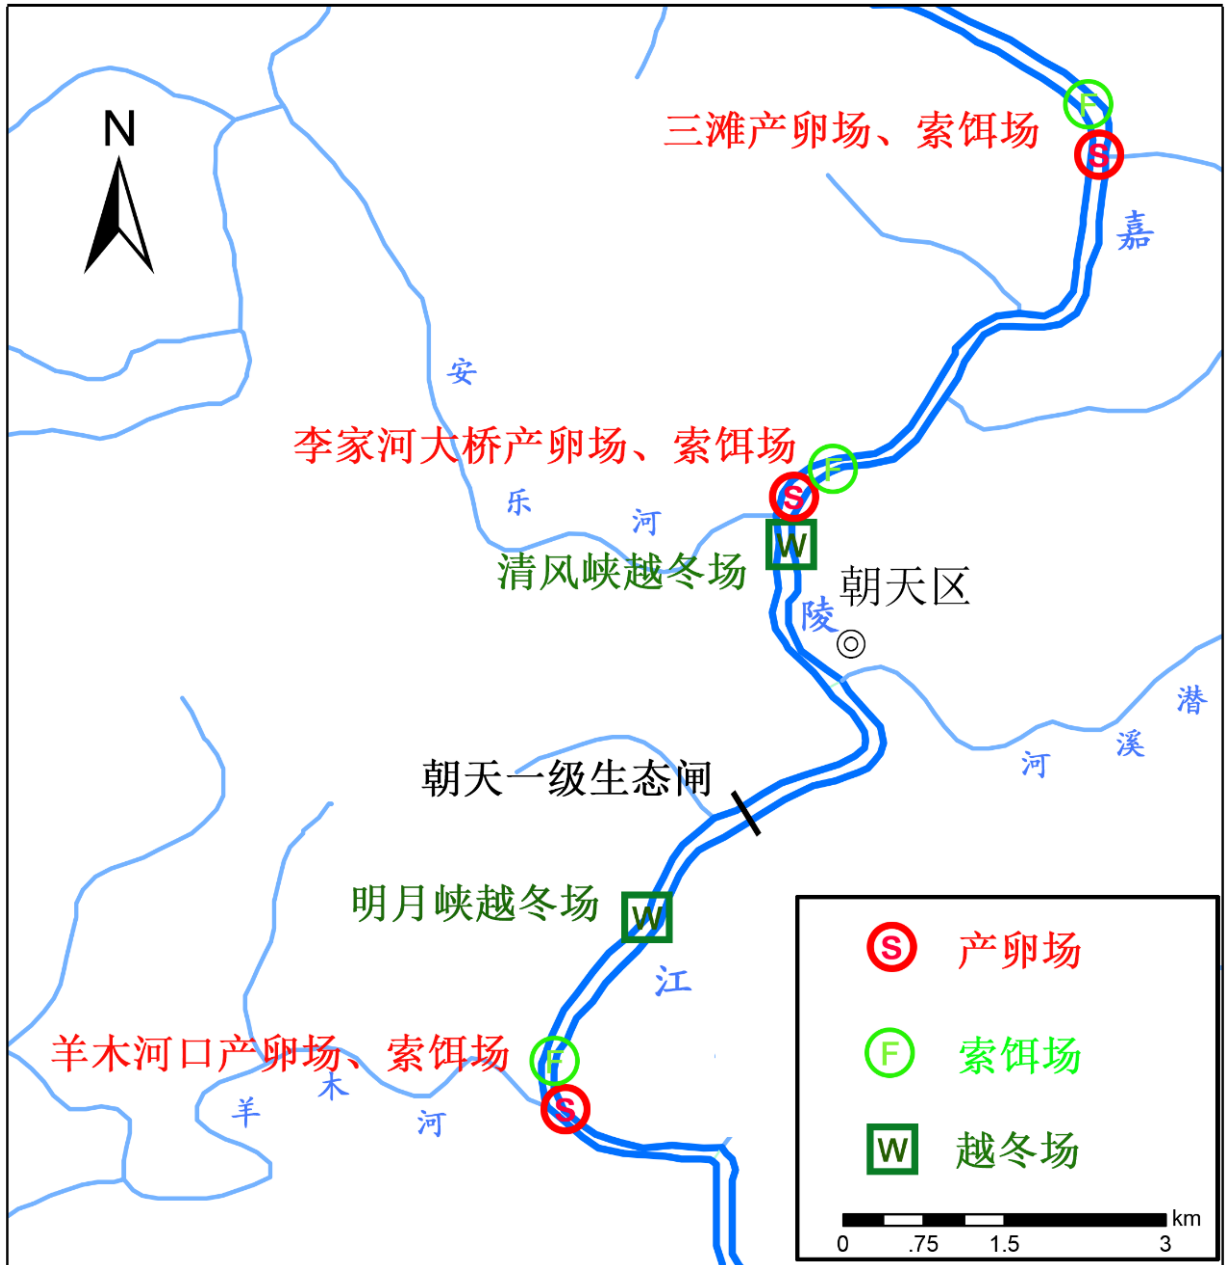 N
F
三滩产卵场、索饵场
S
嘉
安
李家河大桥产卵场、索饵场
F
S
乐
河
W
清风峡越冬场
朝天区
陵
潜
溪
河
朝天一级生态闸
明月峡越冬场
W
江
S 产卵场
羊木河口产卵场、索饵场
F
F 索饵场
木
羊
河
S
W 越冬场
km
0 .75 1.5 3